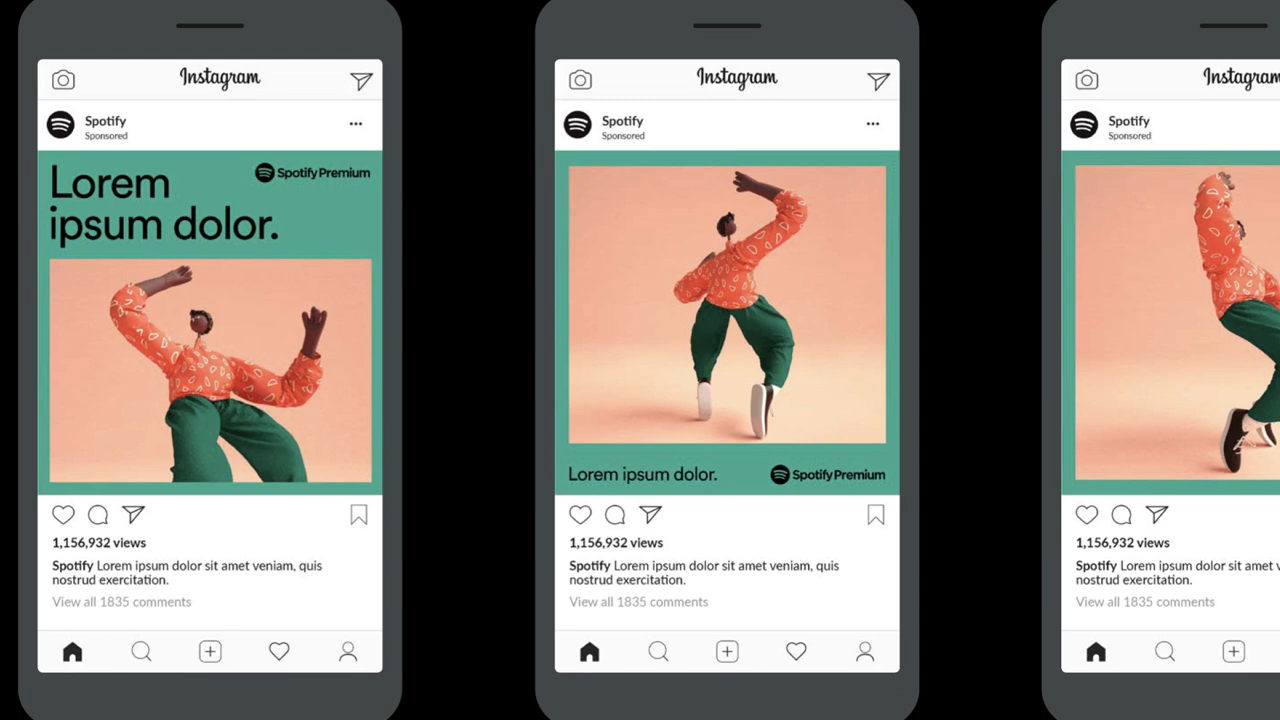 Instagram
Spotify
Sponsored
Lorem
ipsum dolor.
Spotify Premium
1,156,932 views
Spotify Lorem ipsum dolor sit amet veniam, quis
nostrud exercitation.
View all 1835 comments
Instagram
Spotify
Sponsored
Lorem ipsum dolor.
Spotify Premium
1,156,932 views
Spotify Lorem ipsum dolor sit amet veniam, quis
nostrud exercitation.
View all 1835 comments
Instagram
Spotify
Sponsored
1,156,932 views
Spotify Lorem ipsum dolor sit amet
nostrud exercitation.
View all 1835 comments